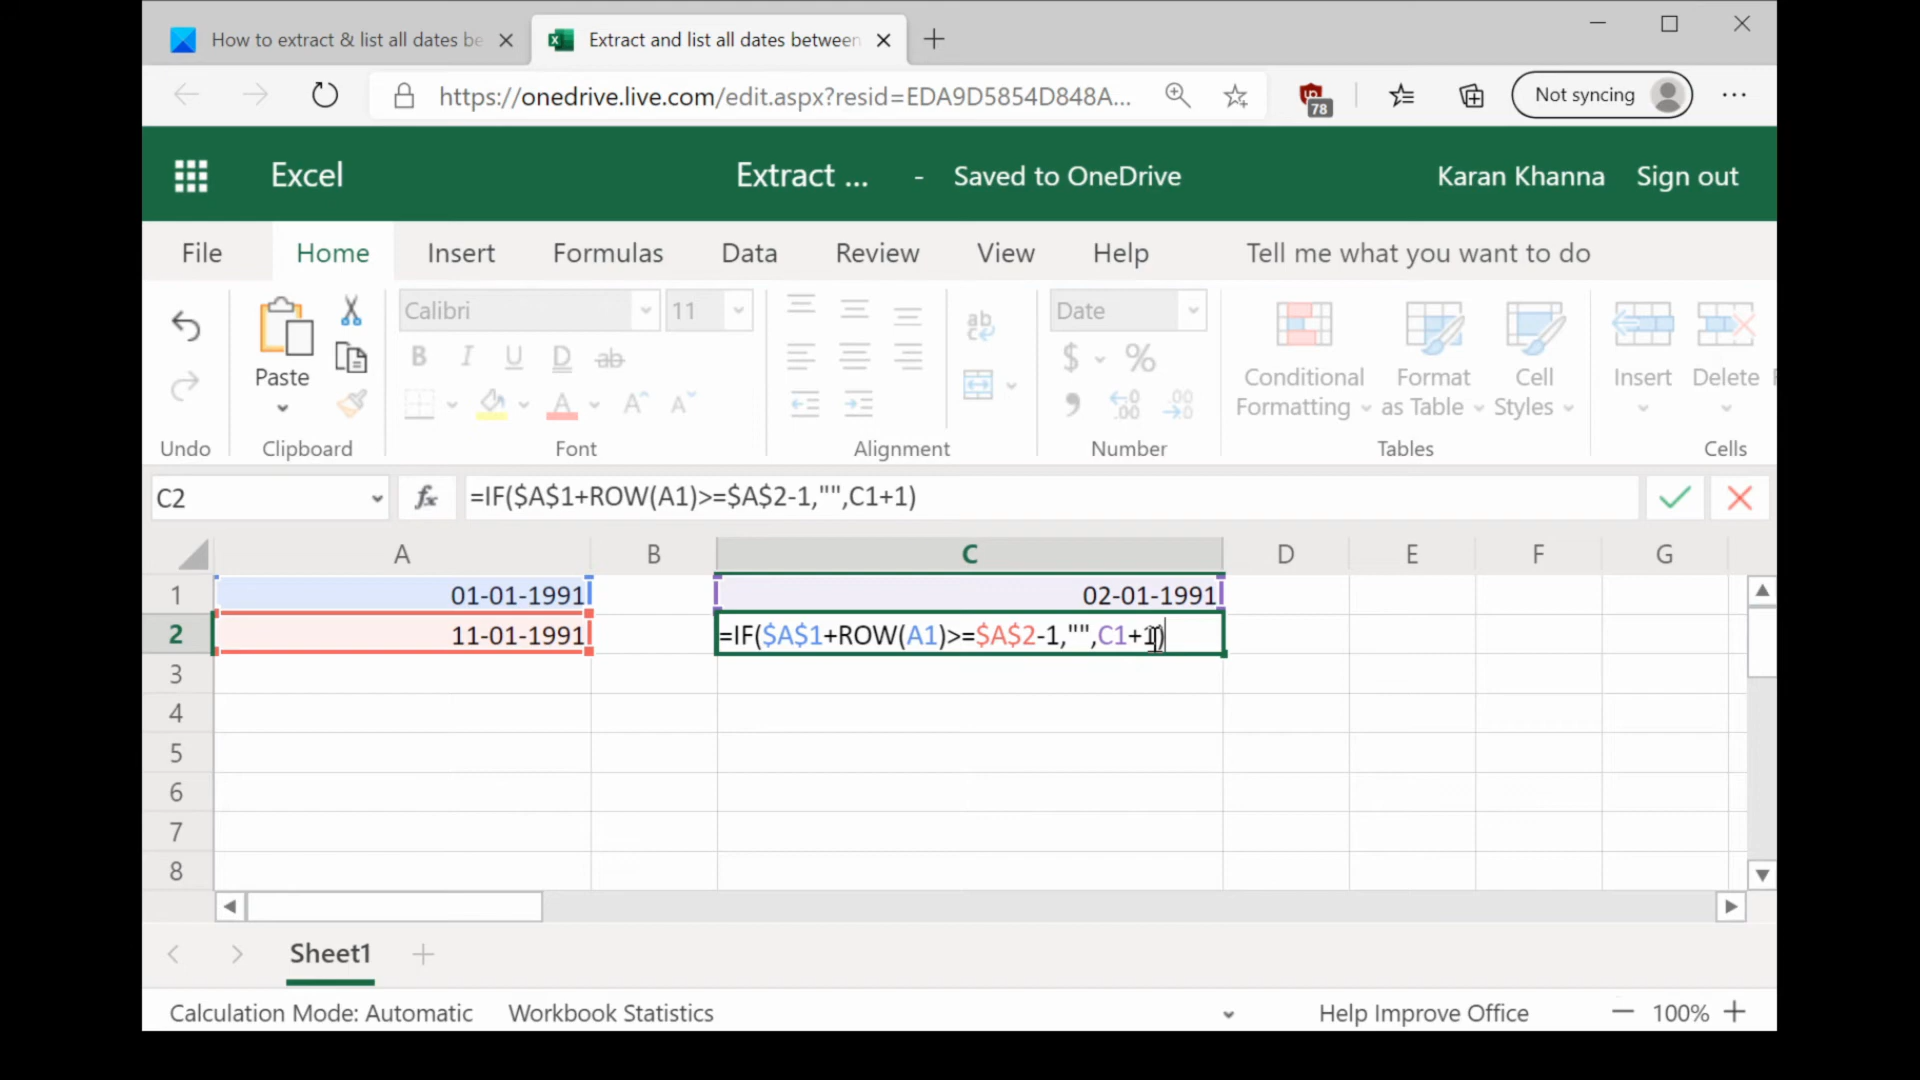 How to extract & list all dates be
Extract and list all dates between
https://onedrive.live.com/edit.aspx?resid=EDA9D5854D848A...
78
Not syncing
Excel
Extract ... - Saved to OneDrive
Karan Khanna
Sign out
File Home Insert Formulas Data Review View Help Tell me what you want to do
Paste
Calibri
11
B I U D ab
A A A
ab
c
Date
$ % 
.00
.00
Conditional Formatting
Format as Table
Cell Styles
Insert
Delete
Undo
Clipboard
Font
Alignment
Number
Tables
Cells
C2
fx
=IF($A$1+ROW(A1)>=$A$2-1,"",C1+1)
A B C D E F G
1 01-01-1991 02-01-1991
2 11-01-1991 =IF($A$1+ROW(A1)>=$A$2-1,"",C1+1)
3
4
5
6
7
8
Sheet1
Calculation Mode: Automatic Workbook Statistics Help Improve Office 100%